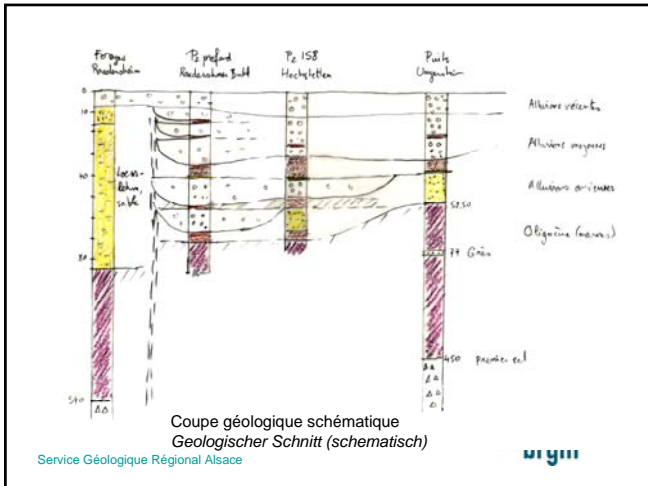 Forage
Pz profond
Pz 158
Puits
Hochstetten
Ungersheim
0
10
40
80
540
Loess-
lehm,
sable
Alluvions récentes
Alluvions moyennes
Alluvions anciennes
52,50
Oligocène (marnes)
77 Grès
450 premier sel
Coupe géologique schématique
Geologischer Schnitt (schematisch)
Service Géologique Régional Alsace
brgm